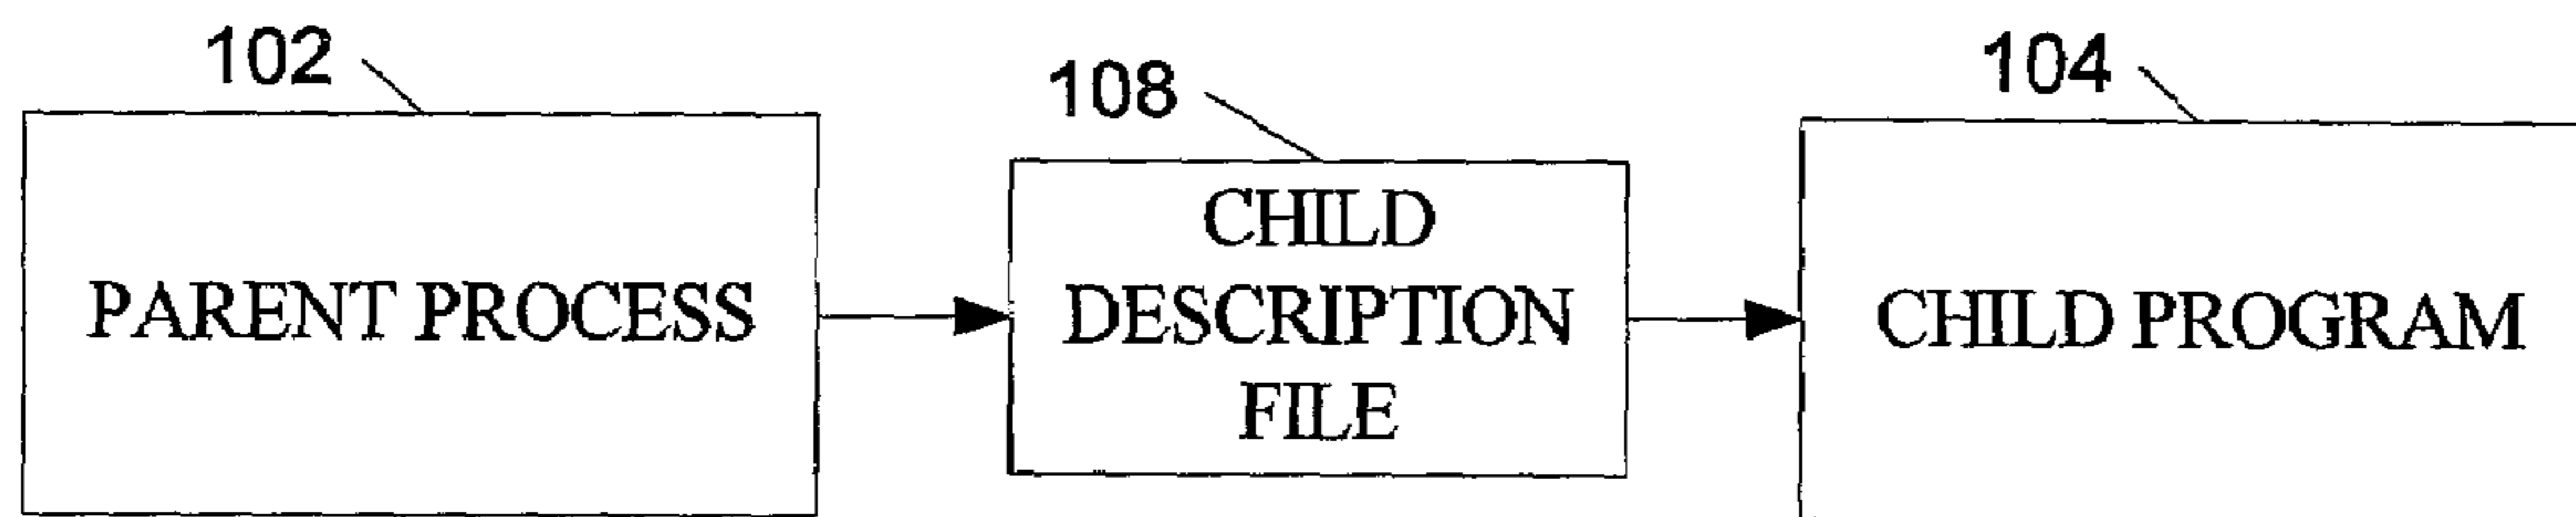 102
108
104
PARENT PROCESS
CHILD
DESCRIPTION
FILE
CHILD PROGRAM